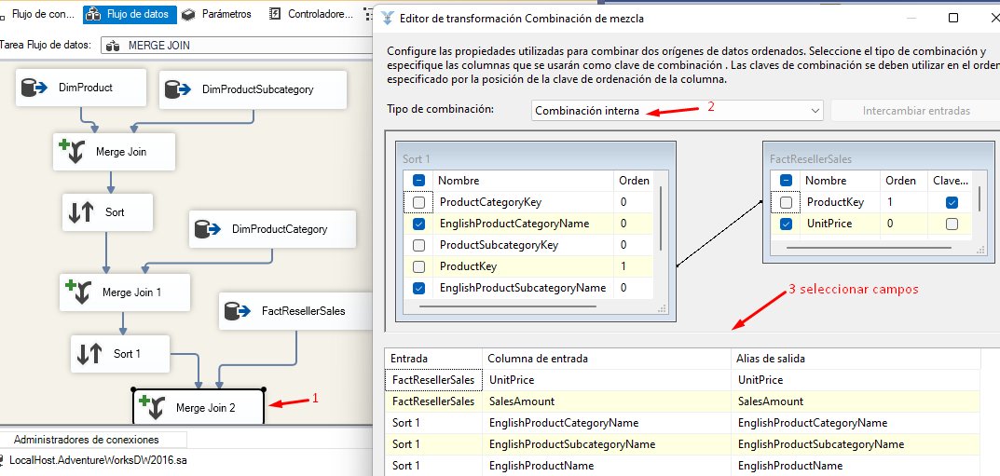 Flujo de con...
Flujo de datos
Parámetros
Controladore...
Tarea Flujo de datos:
MERGE JOIN
DimProduct
DimProductSubcategory
Merge Join
Sort
DimProductCategory
Merge Join 1
FactResellerSales
Sort 1
Merge Join 2
1
Administradores de conexiones
LocalHost.AdventureWorksDW2016.sa
Editor de transformación Combinación de mezcla
Configure las propiedades utilizadas para combinar dos orígenes de datos ordenados. Seleccione el tipo de combinación y
especifique las columnas que se usarán como clave de combinación . Las claves de combinación se deben utilizar en el orden
especificado por la posición de la clave de ordenación de la columna.
Tipo de combinación:
Combinación interna
2
Intercambiar entradas
Sort 1
Nombre Orden
ProductCategoryKey 0
EnglishProductCategoryName 0
ProductSubcategoryKey 0
ProductKey 1
EnglishProductSubcategoryName 0
FactResellerSales
Nombre Orden Clave...
ProductKey 1
UnitPrice 0
3 seleccionar campos
Entrada Columna de entrada Alias de salida
FactResellerSales UnitPrice UnitPrice
FactResellerSales SalesAmount SalesAmount
Sort 1 EnglishProductCategoryName EnglishProductCategoryName
Sort 1 EnglishProductSubcategoryName EnglishProductSubcategoryName
Sort 1 EnglishProductName EnglishProductName